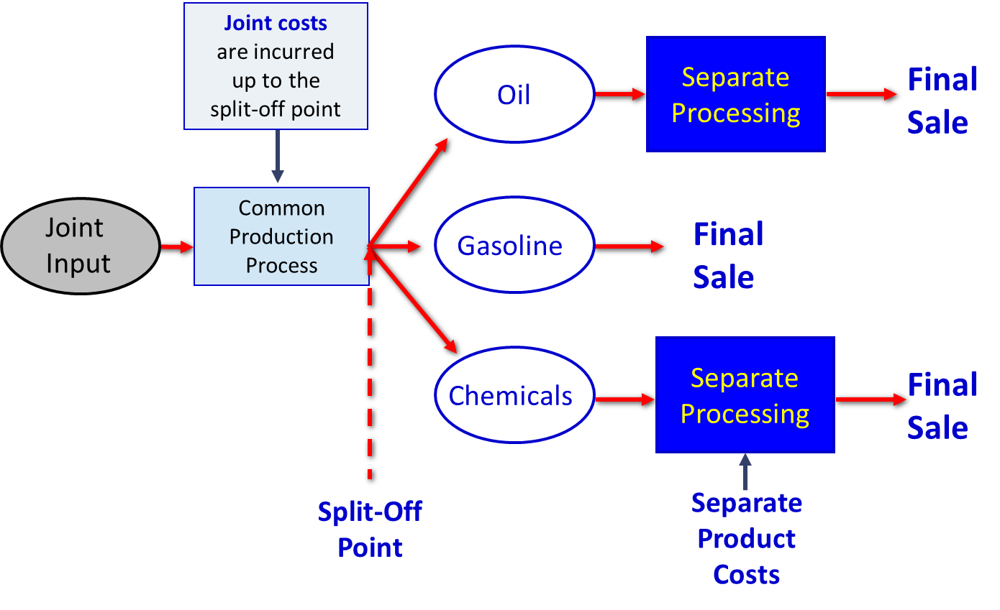 Joint costs
are incurred
up to the
split-off point
Joint
Input
Common
Production
Process
Oil
Separate
Processing
Final
Sale
Gasoline
Final
Sale
Chemicals
Separate
Processing
Final
Sale
Split-Off
Point
Separate
Product
Costs